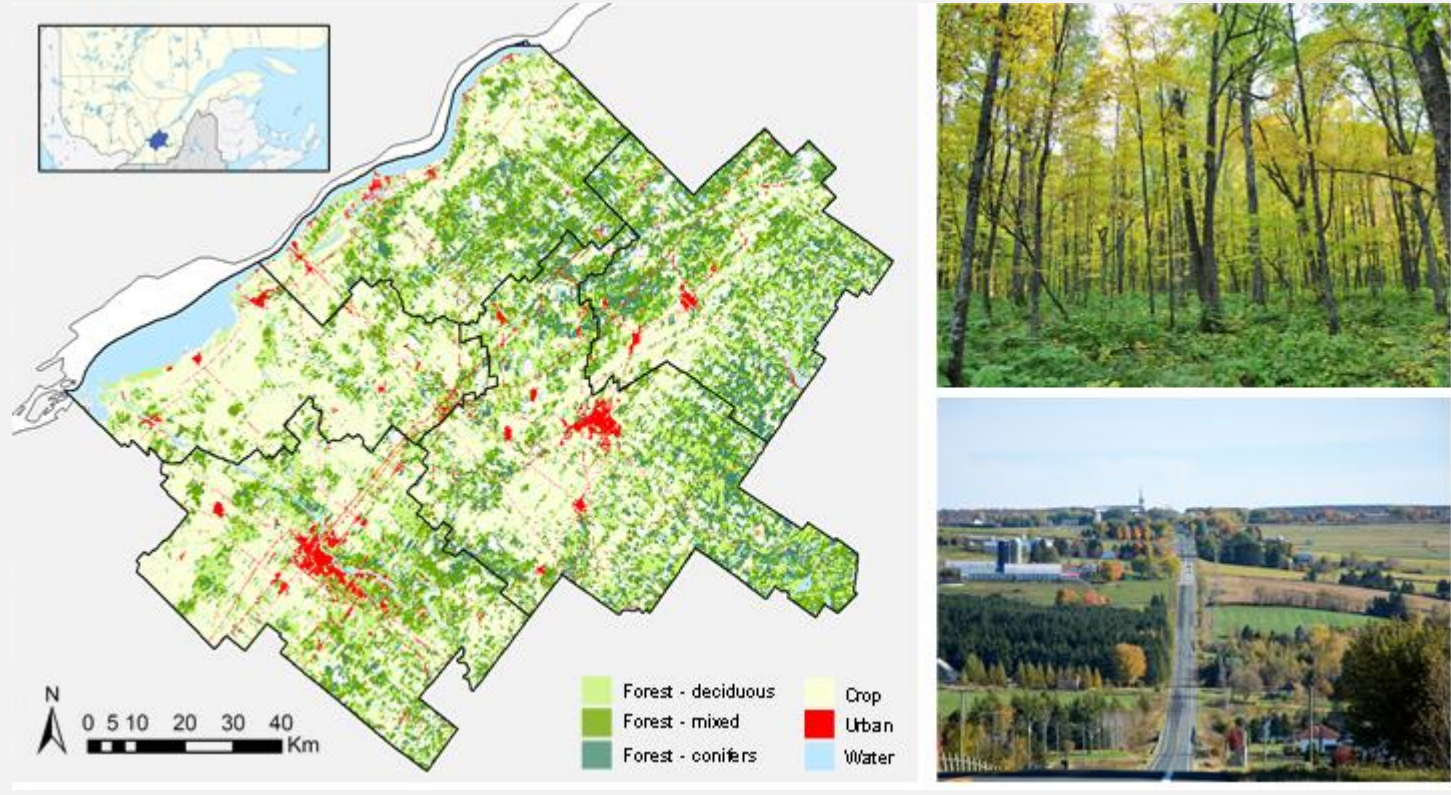 N
0 5 10 20 30 40
Km
Forest - deciduous
Forest - mixed
Forest - conifers
Crop
Urban
Water